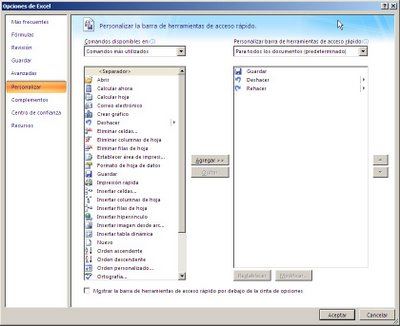 Opciones de Excel
Más frecuentes
Fórmulas
Revisión
Guardar
Avanzadas
Personalizar
Complementos
Centro de confianza
Recursos
Personalizar la barra de herramientas de acceso rápido.
Comandos disponibles en
Comandos más utilizados
<Separador>
Abrir
Calcular ahora
Calcular hoja
Correo electrónico
Crear gráfico
Deshacer
Eliminar celdas...
Eliminar columnas de hoja
Eliminar filas de hoja
Establecer área de impresi...
Formato de hoja de datos
Guardar
Impresión rápida
Insertar celdas...
Insertar columnas de hoja
Insertar filas de hoja
Insertar hipervínculo
Insertar imagen desde arc...
Insertar tabla dinámica
Nuevo
Orden ascendente
Orden descendente
Orden personalizado...
Ortografía...
Agregar >>
Quitar
Personalizar barra de herramientas de acceso rápido:
Para todos los documentos (predeterminado)
Guardar
Deshacer
Rehacer
Restablecer
Modificar...
Mostrar la barra de herramientas de acceso rápido por debajo de la cinta de opciones
Aceptar
Cancelar